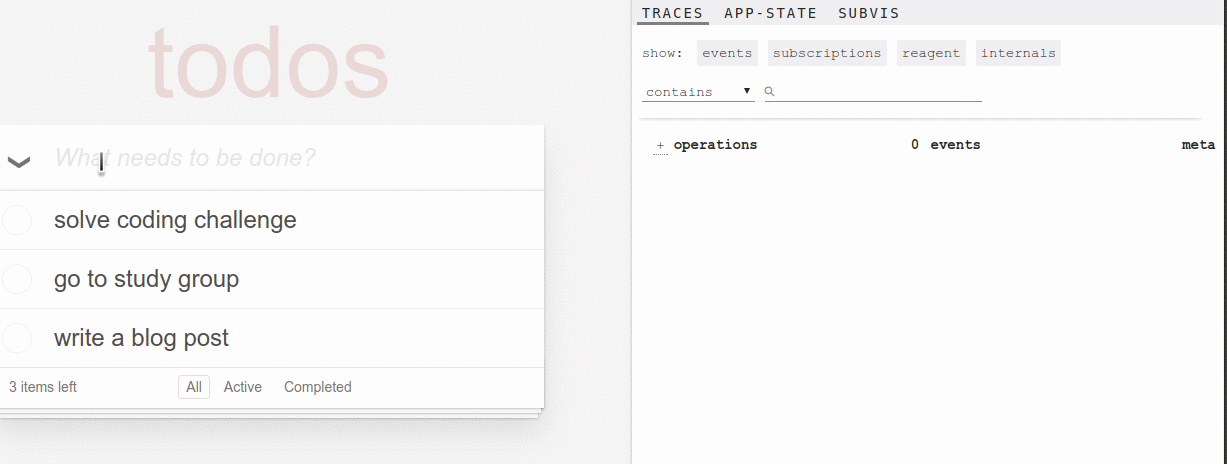 todos
What needs to be done?
solve coding challenge
go to study group
write a blog post
3 items left All Active Completed
TRACES APP-STATE SUBVIS
show: events subscriptions reagent internals
contains
+ operations 0 events meta